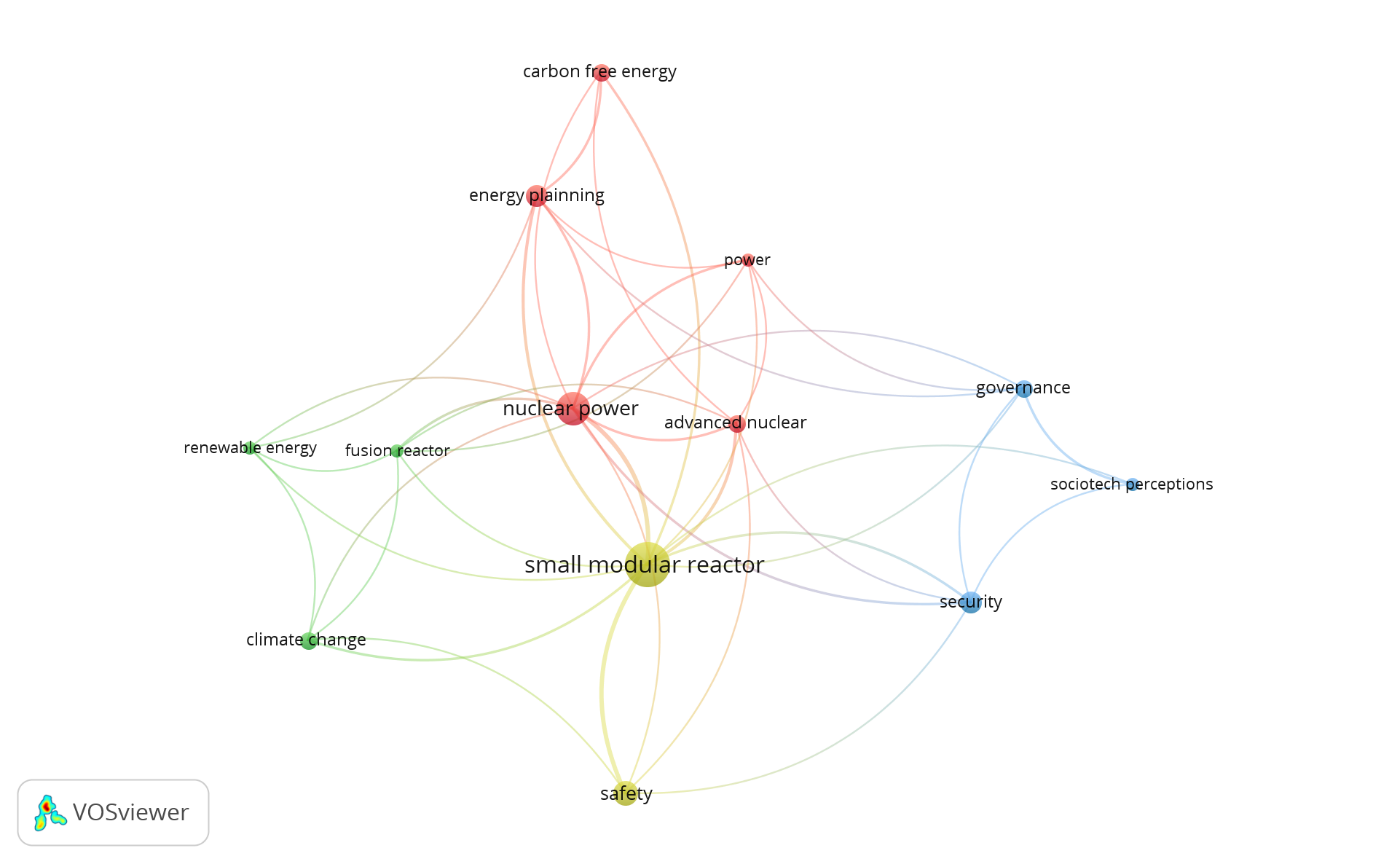 carbon free energy
energy plainning
power
governance
nuclear power
advanced nuclear
renewable energy
fusion reactor
sociotech perceptions
small modular reactor
security
climate change
safety
VOSviewer